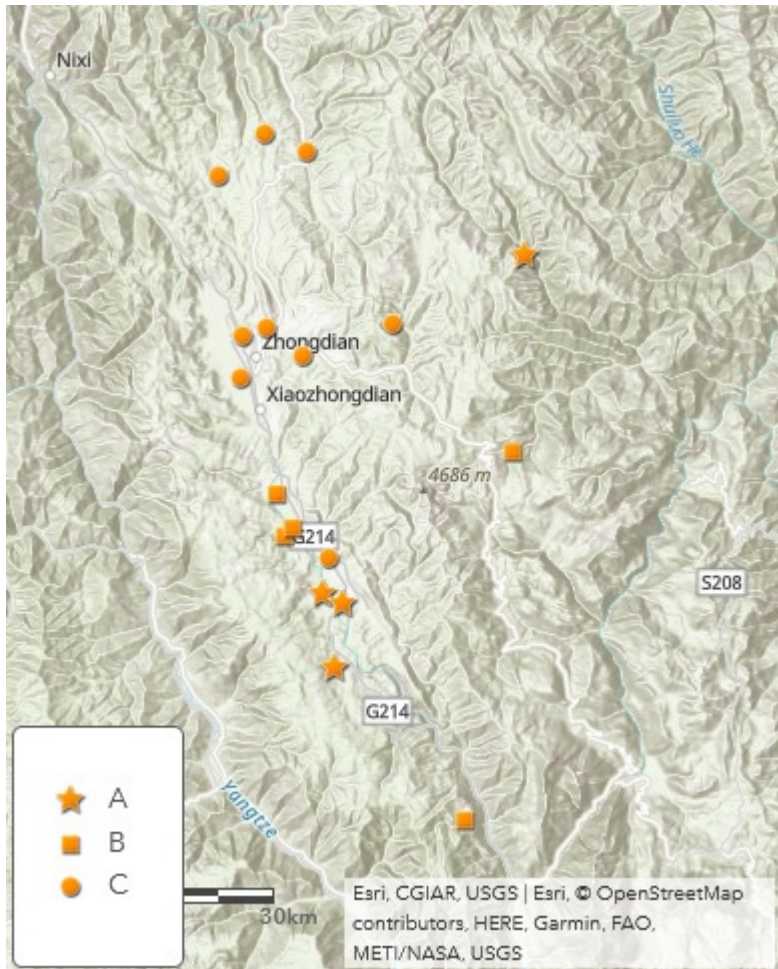 Nixi
Shuiluo He
Zhongdian
Xiaozhongdian
4686 m
G214
S208
G214
Yangtze
A
B
C
30km
Esri, CGIAR, USGS | Esri, © OpenStreetMap
contributors, HERE, Garmin, FAO,
METI/NASA, USGS